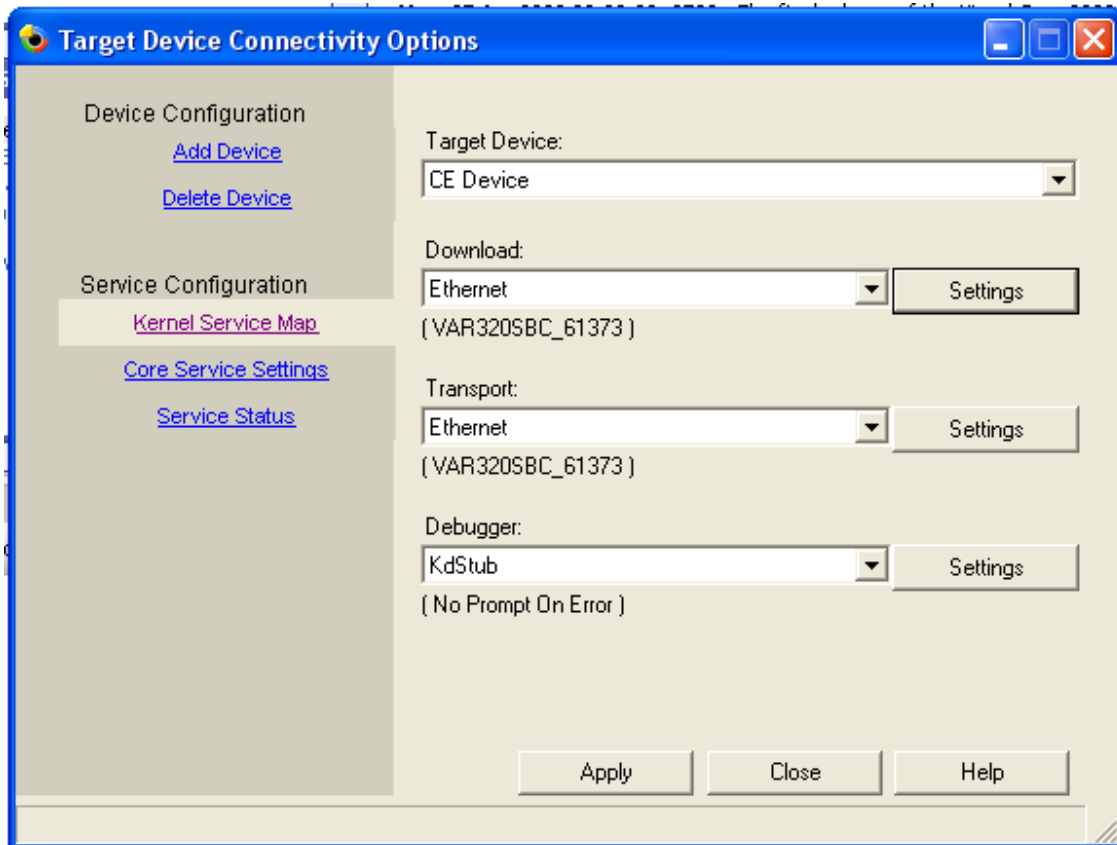 Target Device Connectivity Options
Device Configuration
Add Device
Delete Device
Service Configuration
Kernel Service Map
Core Service Settings
Service Status
Target Device:
CE Device
Download:
Ethernet
Settings
( VAR320SBC_61373 )
Transport:
Ethernet
Settings
( VAR320SBC_61373 )
Debugger:
KdStub
Settings
( No Prompt On Error )
Apply
Close
Help